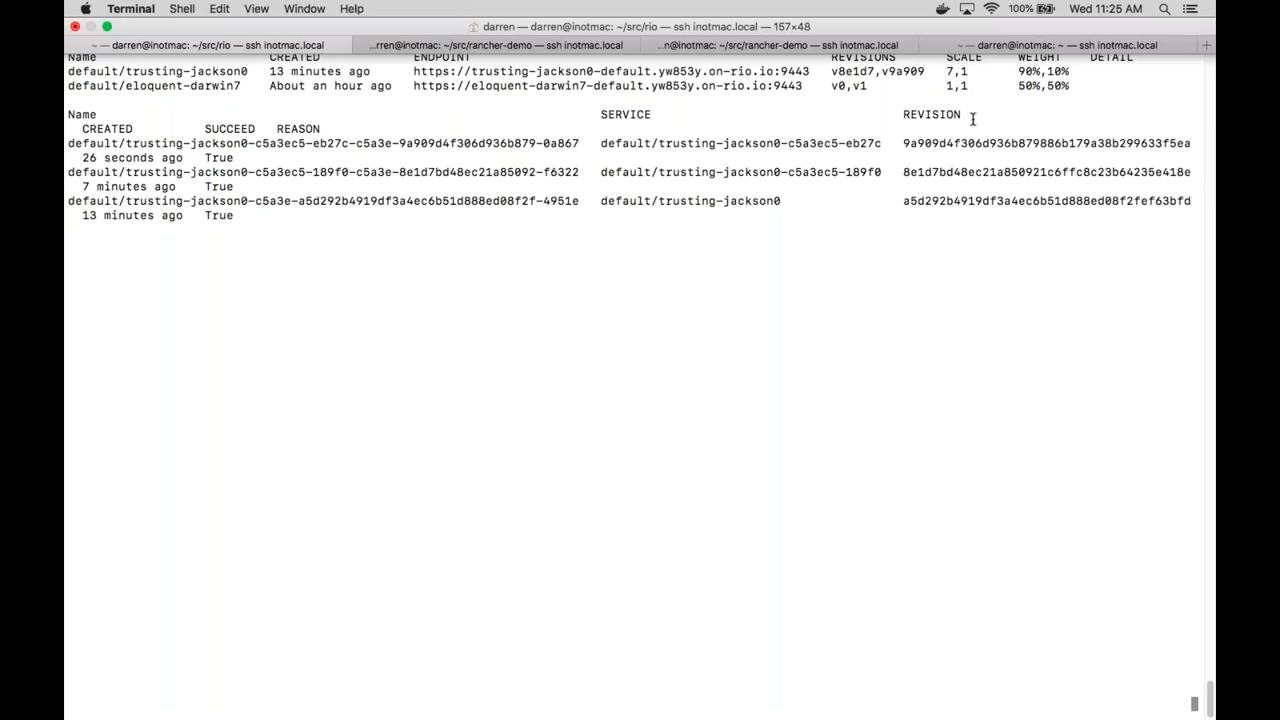 Terminal Shell Edit View Window Help 100% Wed 11:25 AM
darren — darren@inotmac: ~/src/rio — ssh inotmac.local — 157×48
~ — darren@inotmac: ~/src/rio — ssh inotmac.local ...rren@inotmac: ~/src/rancher-demo — ssh inotmac.local ...n@inotmac: ~/src/rancher-demo — ssh inotmac.local ~ — darren@inotmac: ~ — ssh inotmac.local +
Name CREATED ENDPOINT REVISIONS SCALE WEIGHT DETAIL
default/trusting-jackson0 13 minutes ago https://trusting-jackson0-default.yw853y.on-rio.io:9443 v8e1d7,v9a909 7,1 90%,10%
default/eloquent-darwin7 About an hour ago https://eloquent-darwin7-default.yw853y.on-rio.io:9443 v0,v1 1,1 50%,50%
Name SERVICE REVISION
CREATED SUCCEED REASON
default/trusting-jackson0-c5a3ec5-eb27c-c5a3e-9a909d4f306d936b879-0a867 default/trusting-jackson0-c5a3ec5-eb27c 9a909d4f306d936b879886b179a38b299633f5ea
26 seconds ago True
default/trusting-jackson0-c5a3ec5-189f0-c5a3e-8e1d7bd48ec21a85092-f6322 default/trusting-jackson0-c5a3ec5-189f0 8e1d7bd48ec21a850921c6ffc8c23b64235e418e
7 minutes ago True
default/trusting-jackson0-c5a3e-a5d292b4919df3a4ec6b51d888ed08f2f-4951e default/trusting-jackson0 a5d292b4919df3a4ec6b51d888ed08f2fef63bfd
13 minutes ago True